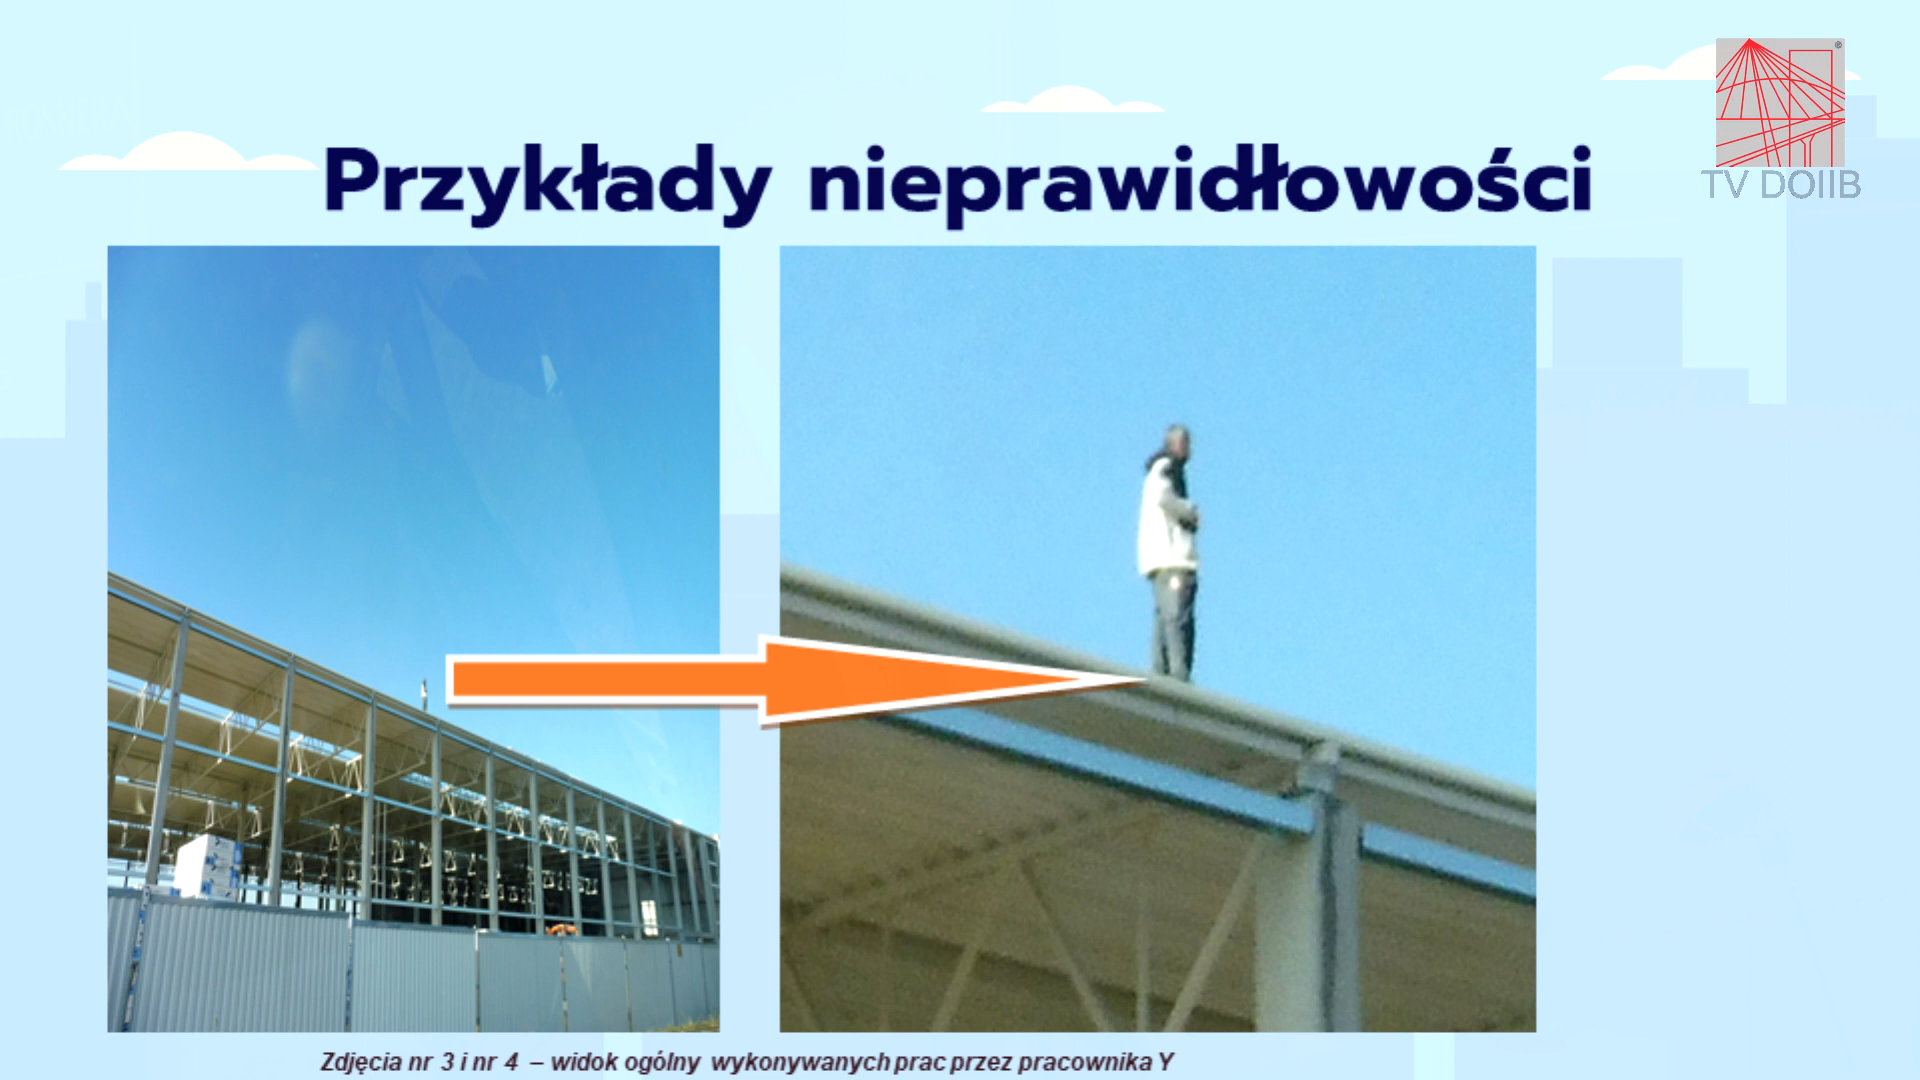 Przykłady nieprawidłowości
®
TV DOIIB
Zdjęcia nr 3 i nr 4 – widok ogólny wykonywanych prac przez pracownika Y